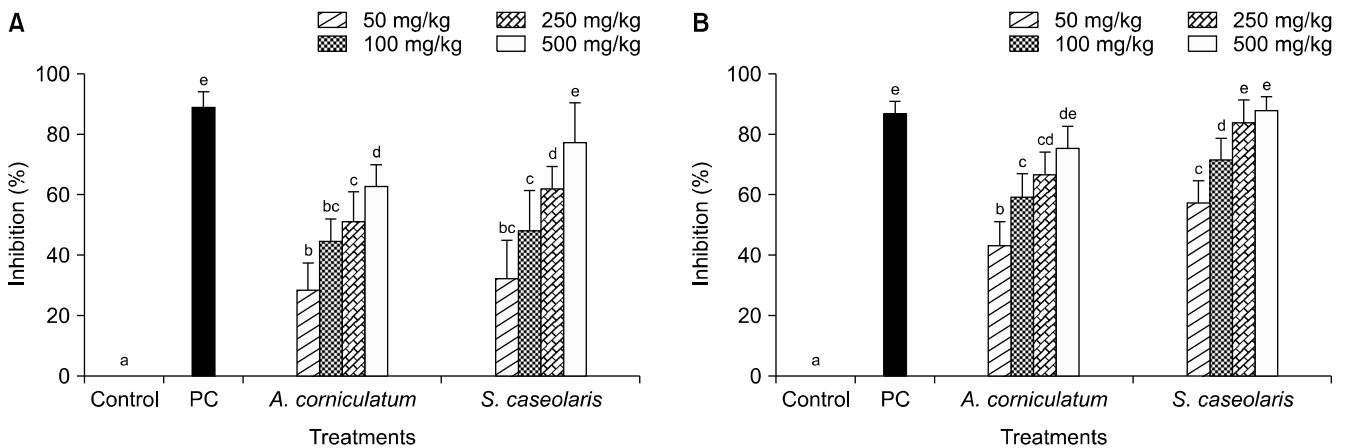 A
50 mg/kg 250 mg/kg
100 mg/kg 500 mg/kg
Inhibition (%)
100
80
60
40
20
0
a
e
b
bc
c
d
bc
c
d
e
Control PC A. corniculatum S. caseolaris
Treatments
B
50 mg/kg 250 mg/kg
100 mg/kg 500 mg/kg
Inhibition (%)
100
80
60
40
20
0
a
e
b
c
cd
de
c
d
e
e
Control PC A. corniculatum S. caseolaris
Treatments